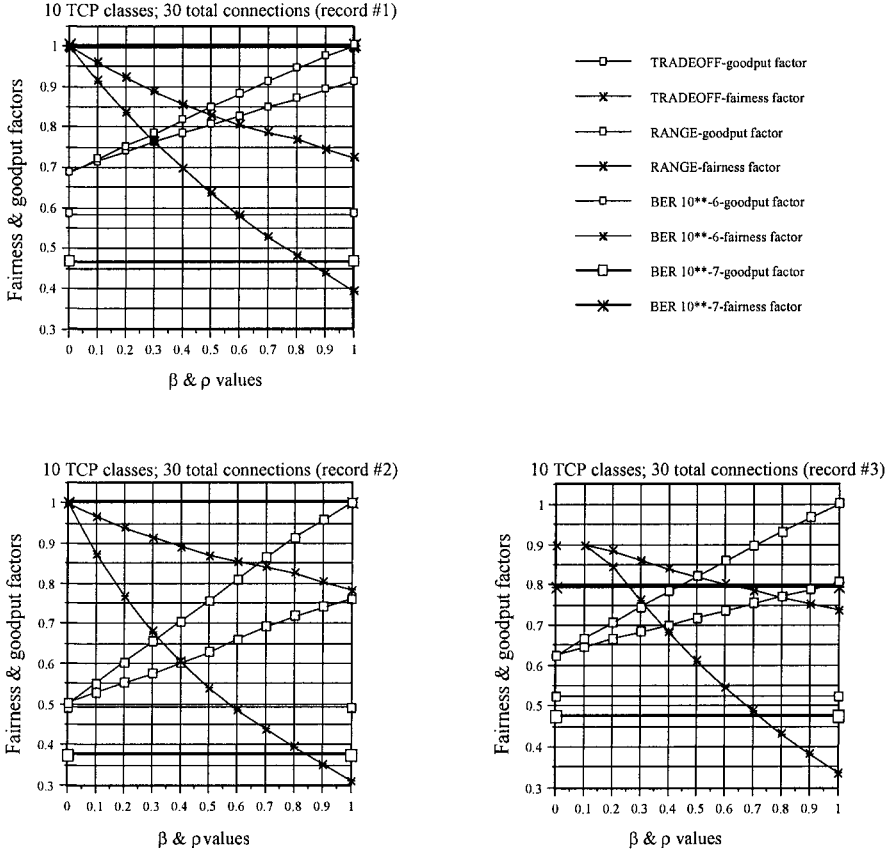 10 TCP classes; 30 total connections (record #1)
Fairness & goodput factors
1
0.9
0.8
0.7
0.6
0.5
0.4
0.3
0 0.1 0.2 0.3 0.4 0.5 0.6 0.7 0.8 0.9 1
β & ρ values
TRADEOFF-goodput factor
TRADEOFF-fairness factor
RANGE-goodput factor
RANGE-fairness factor
BER 10**-6-goodput factor
BER 10**-6-fairness factor
BER 10**-7-goodput factor
BER 10**-7-fairness factor
10 TCP classes; 30 total connections (record #2)
Fairness & goodput factors
1
0.9
0.8
0.7
0.6
0.5
0.4
0.3
0 0.1 0.2 0.3 0.4 0.5 0.6 0.7 0.8 0.9 1
β & ρ values
10 TCP classes; 30 total connections (record #3)
Fairness & goodput factors
1
0.9
0.8
0.7
0.6
0.5
0.4
0.3
0 0.1 0.2 0.3 0.4 0.5 0.6 0.7 0.8 0.9 1
β & ρ values